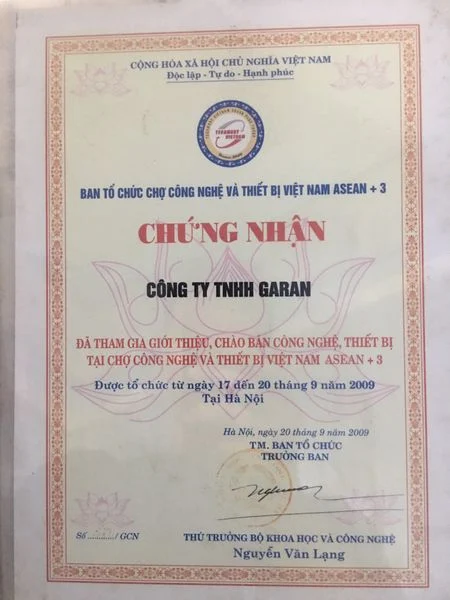 CỘNG HÒA XÃ HỘI CHỦ NGHĨA VIỆT NAM
Độc lập - Tự do - Hạnh phúc
TECHMART VIETNAM ASEAN
TECHMART
VIETNAM
BAN TỔ CHỨC CHỢ CÔNG NGHỆ VÀ THIẾT BỊ VIỆT NAM ASEAN + 3
CHỨNG NHẬN
CÔNG TY TNHH GARAN
ĐÃ THAM GIA GIỚI THIỆU, CHÀO BÁN CÔNG NGHỆ, THIẾT BỊ
TẠI CHỢ CÔNG NGHỆ VÀ THIẾT BỊ VIỆT NAM ASEAN + 3
Được tổ chức từ ngày 17 đến 20 tháng 9 năm 2009
Tại Hà Nội
Hà Nội, ngày 20 tháng 9 năm 2009
TM. BAN TỔ CHỨC
TRƯỞNG BAN
Số ........./ GCN
THỨ TRƯỞNG BỘ KHOA HỌC VÀ CÔNG NGHỆ
Nguyễn Văn Lạng